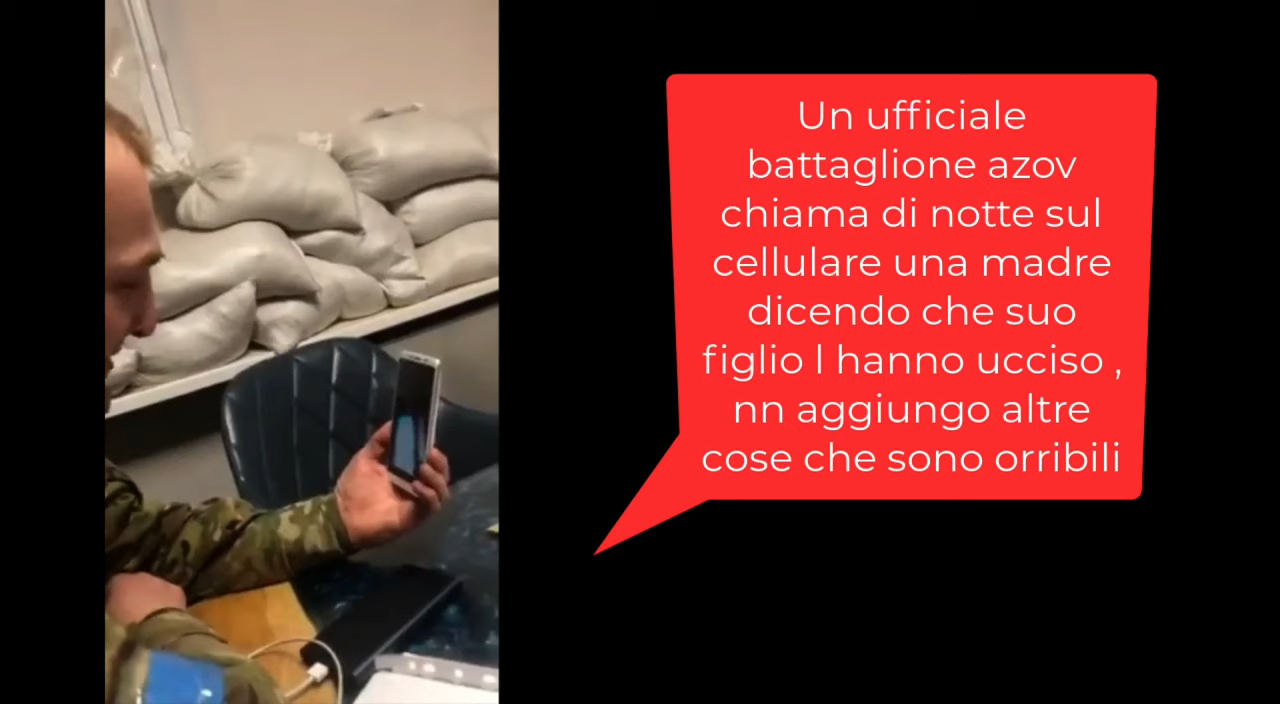 Un ufficiale
battaglione azov
chiama di notte sul
cellulare una madre
dicendo che suo
figlio l hanno ucciso ,
nn aggiungo altre
cose che sono orribili